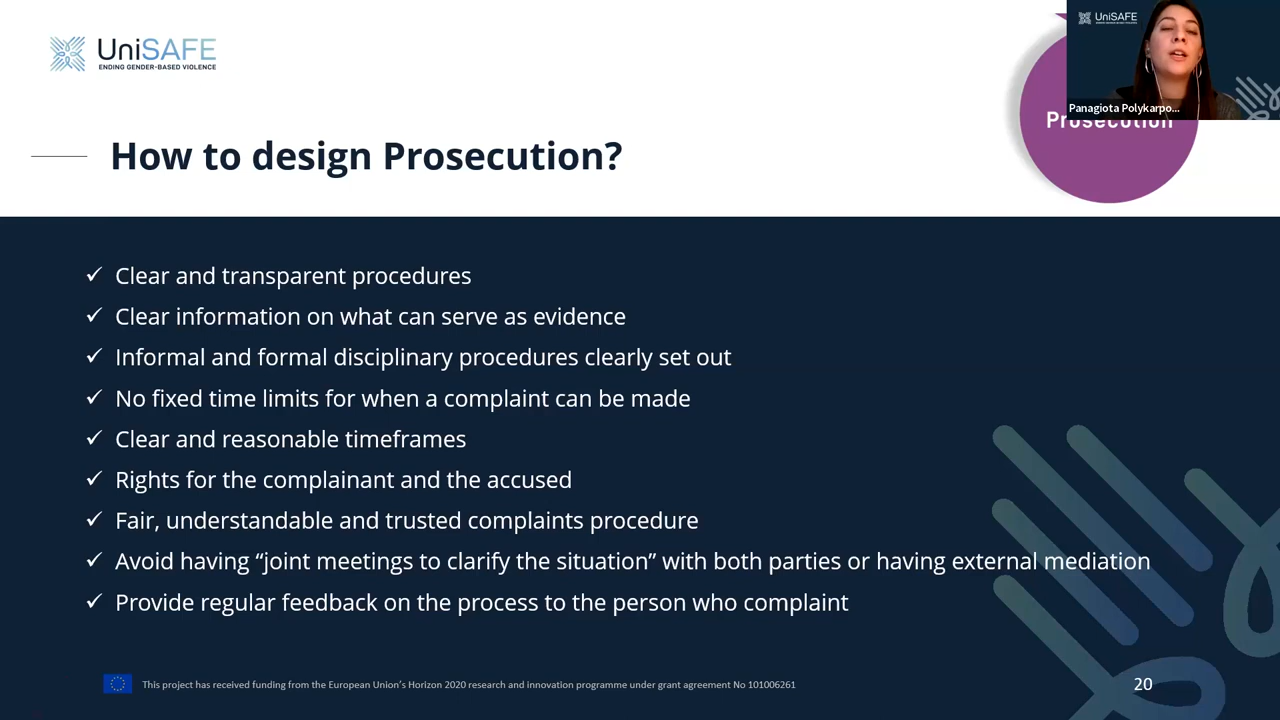 UniSAFE
ENDING GENDER-BASED VIOLENCE
UniSAFE
Panagiota Polykarpo...
Prosecution
How to design Prosecution?
✓ Clear and transparent procedures
✓ Clear information on what can serve as evidence
✓ Informal and formal disciplinary procedures clearly set out
✓ No fixed time limits for when a complaint can be made
✓ Clear and reasonable timeframes
✓ Rights for the complainant and the accused
✓ Fair, understandable and trusted complaints procedure
✓ Avoid having “joint meetings to clarify the situation” with both parties or having external mediation
✓ Provide regular feedback on the process to the person who complaint
This project has received funding from the European Union’s Horizon 2020 research and innovation programme under grant agreement No 101006261
20